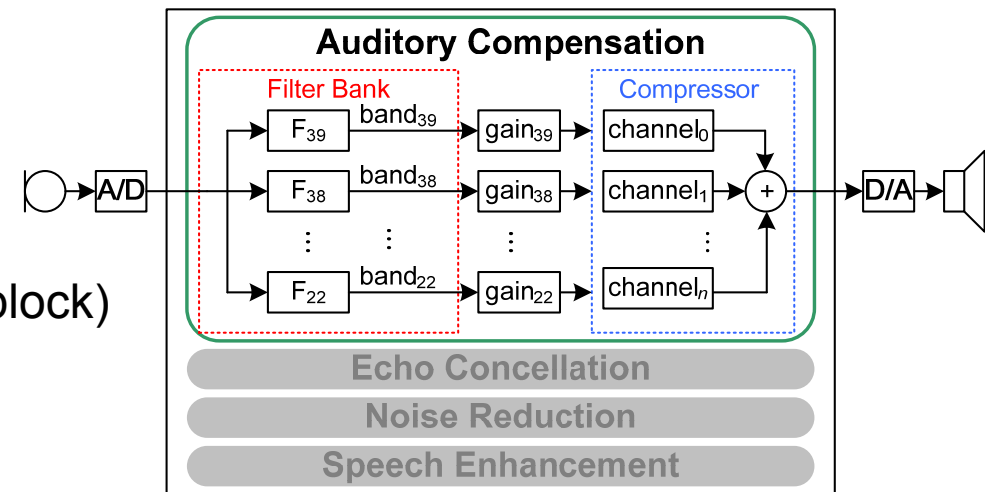 Auditory Compensation
Filter Bank
Compressor
F39 band39 gain39 channel0
A/D F38 band38 gain38 channel1 + D/A
⋮ ⋮ ⋮ ⋮
F22 band22 gain22 channeln
block)
Echo Concellation
Noise Reduction
Speech Enhancement